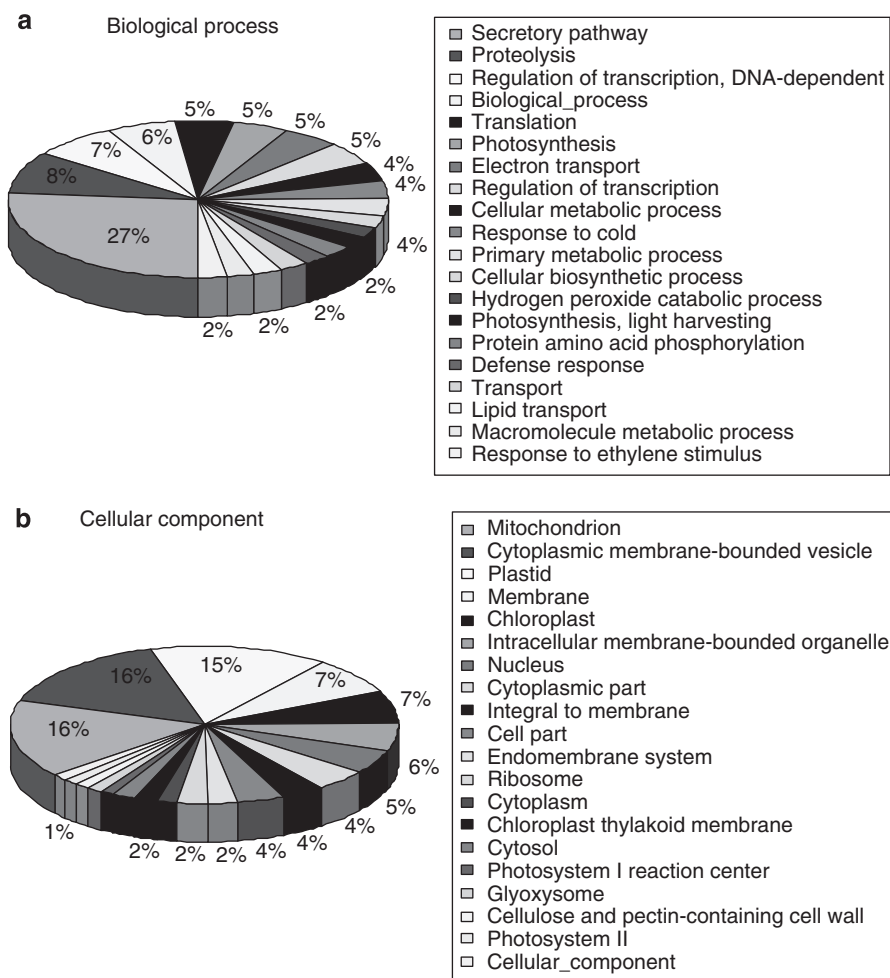 a
Biological process
5%
5%
5%
5%
4%
4%
4%
2%
2%
2%
2%
27%
8%
7%
6%
Secretory pathway
Proteolysis
Regulation of transcription, DNA-dependent
Biological_process
Translation
Photosynthesis
Electron transport
Regulation of transcription
Cellular metabolic process
Response to cold
Primary metabolic process
Cellular biosynthetic process
Hydrogen peroxide catabolic process
Photosynthesis, light harvesting
Protein amino acid phosphorylation
Defense response
Transport
Lipid transport
Macromolecule metabolic process
Response to ethylene stimulus
b
Cellular component
16%
16%
15%
7%
7%
6%
5%
4%
4%
4%
2%
2%
2%
1%
Mitochondrion
Cytoplasmic membrane-bounded vesicle
Plastid
Membrane
Chloroplast
Intracellular membrane-bounded organelle
Nucleus
Cytoplasmic part
Integral to membrane
Cell part
Endomembrane system
Ribosome
Cytoplasm
Chloroplast thylakoid membrane
Cytosol
Photosystem I reaction center
Glyoxysome
Cellulose and pectin-containing cell wall
Photosystem II
Cellular_component